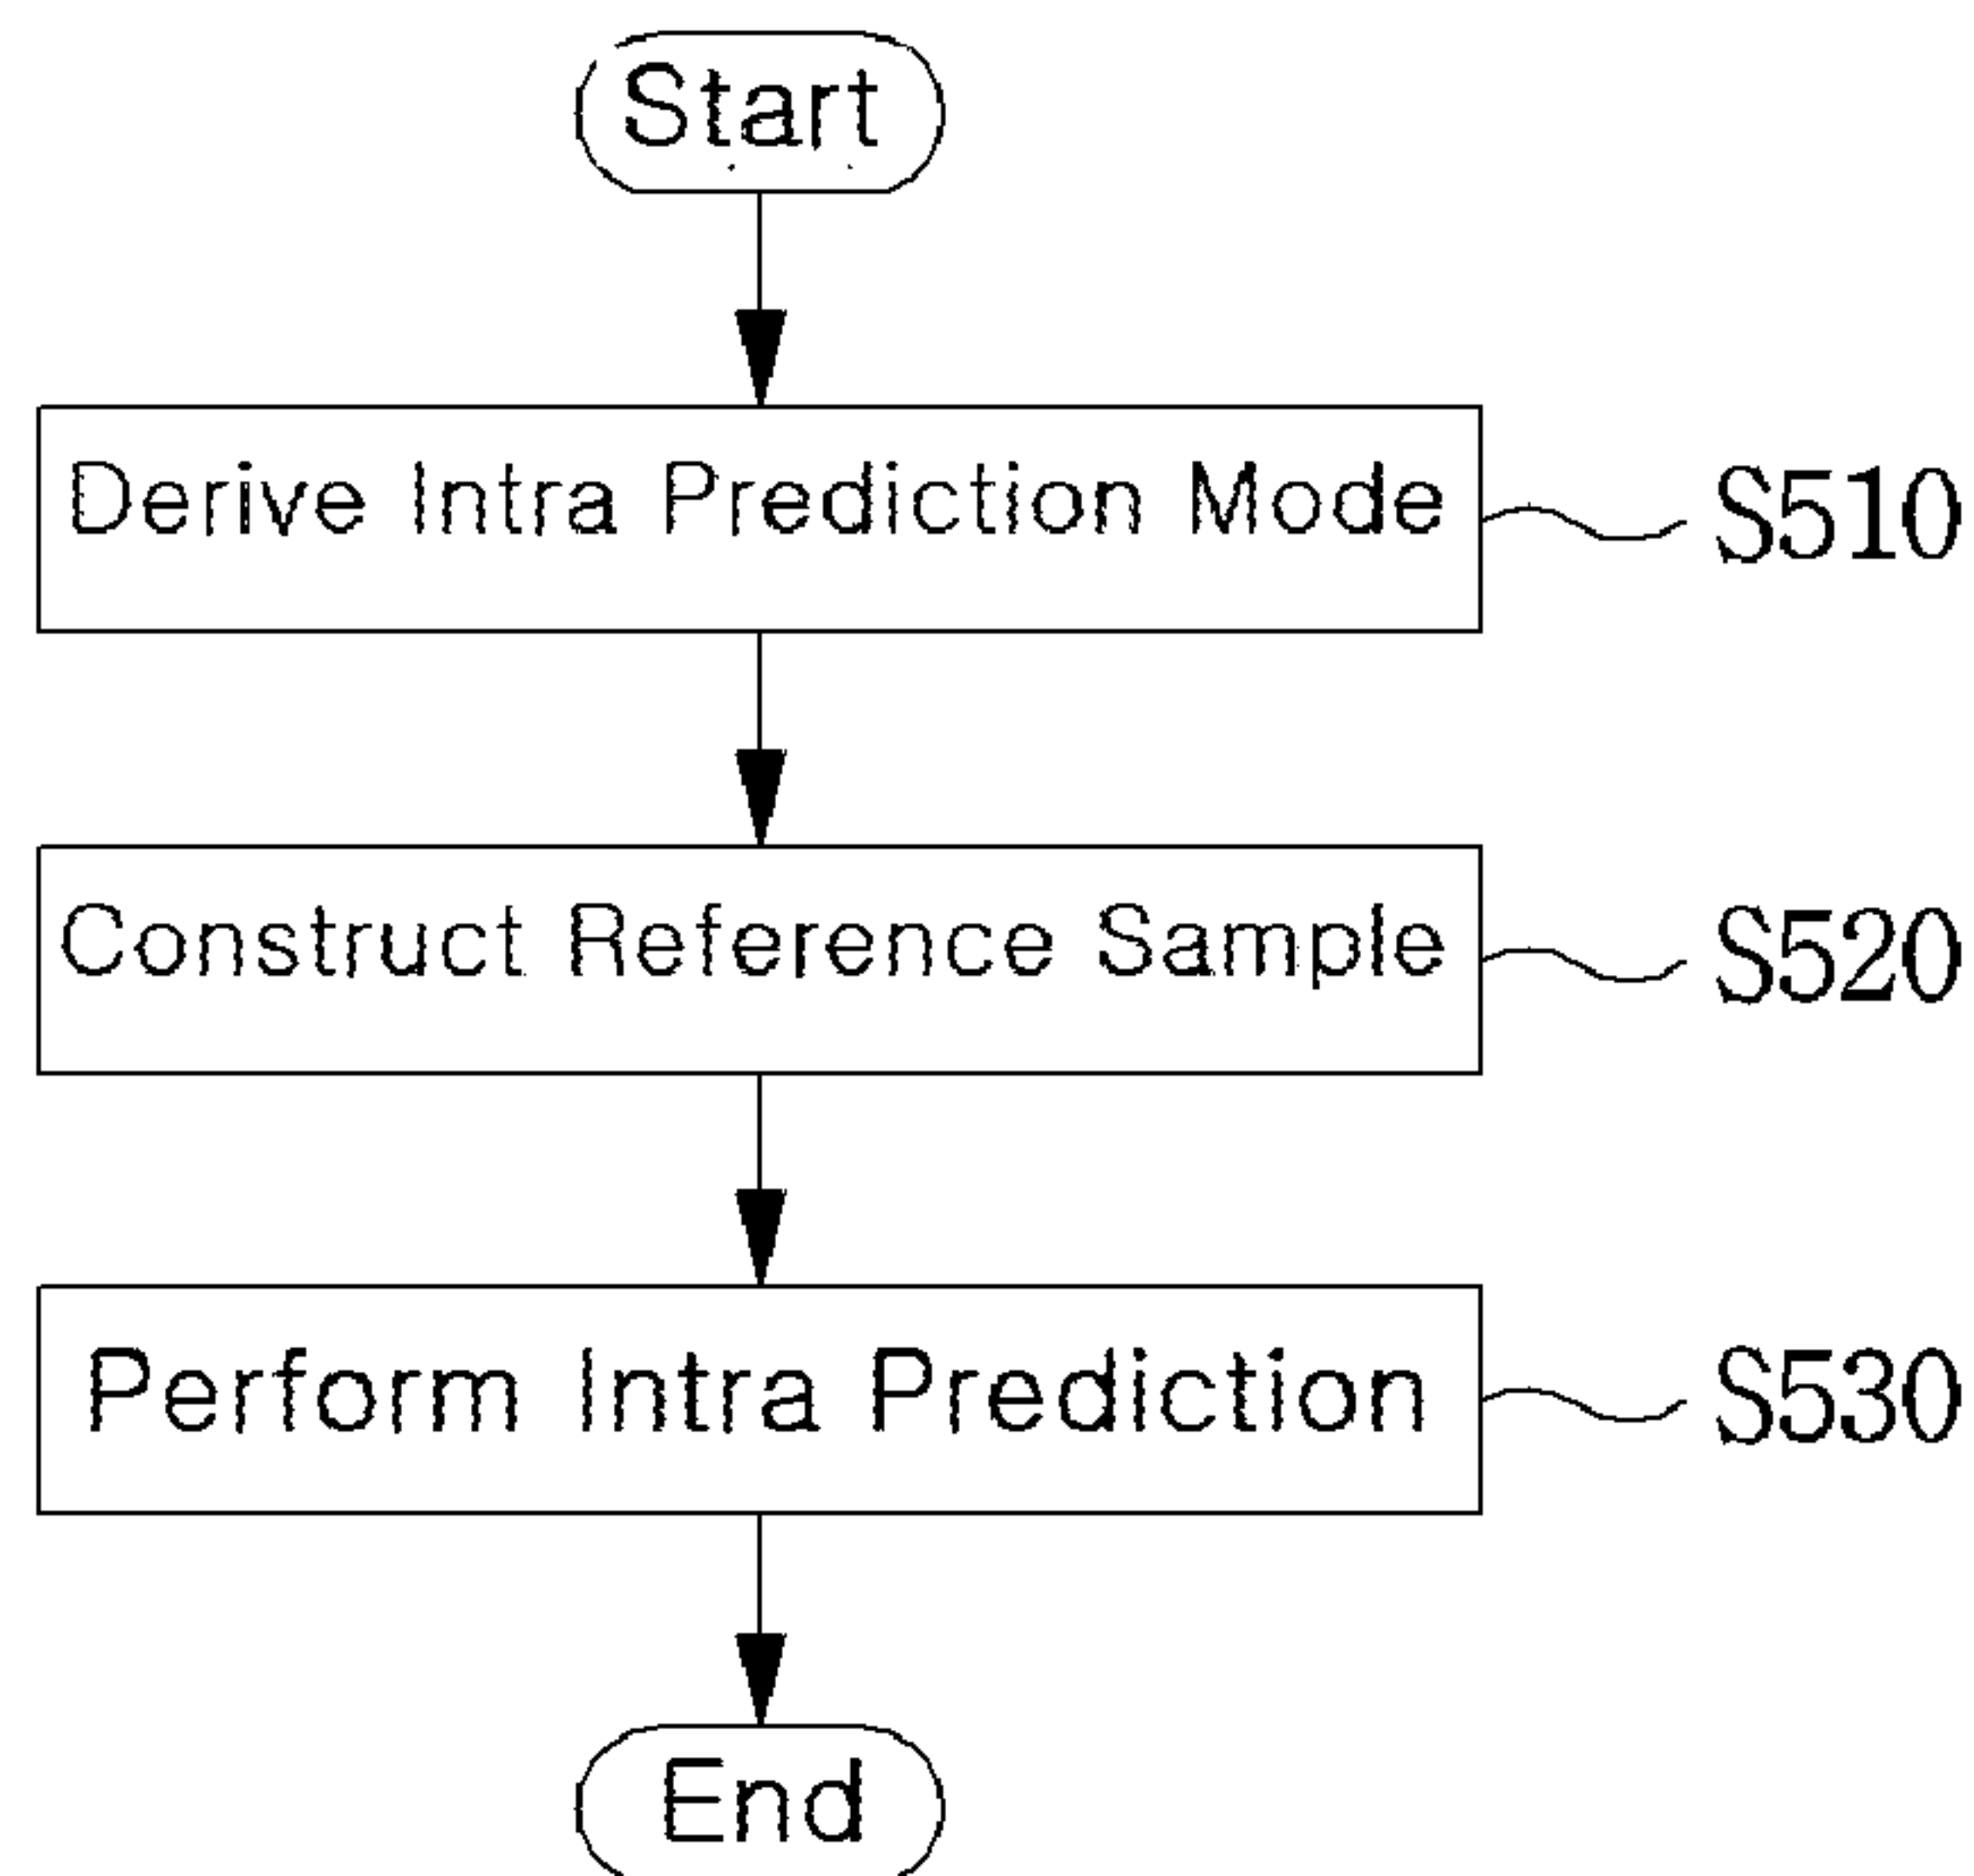 Start
Derive Intra Prediction Mode S510
Construct Reference Sample S520
Perform Intra Prediction S530
End